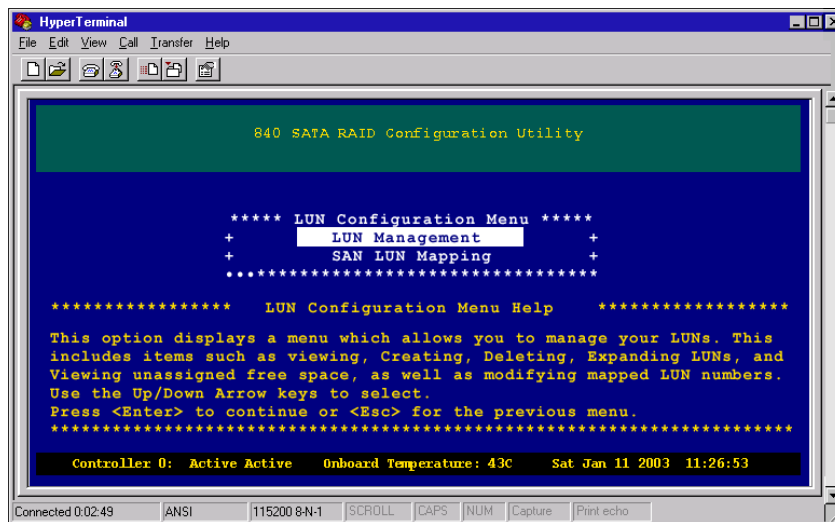 HyperTerminal
File Edit View Call Transfer Help
840 SATA RAID Configuration Utility
***** LUN Configuration Menu *****
+ LUN Management +
+ SAN LUN Mapping +
...*********************************
***************** LUN Configuration Menu Help ******************
This option displays a menu which allows you to manage your LUNs. This
includes items such as viewing, Creating, Deleting, Expanding LUNs, and
Viewing unassigned free space, as well as modifying mapped LUN numbers.
Use the Up/Down Arrow keys to select.
Press <Enter> to continue or <Esc> for the previous menu.
**********************************************************************
Controller 0: Active Active Onboard Temperature: 43C Sat Jan 11 2003 11:26:53
Connected 0:02:49 ANSI 115200 8-N-1 SCROLL CAPS NUM Capture Print echo